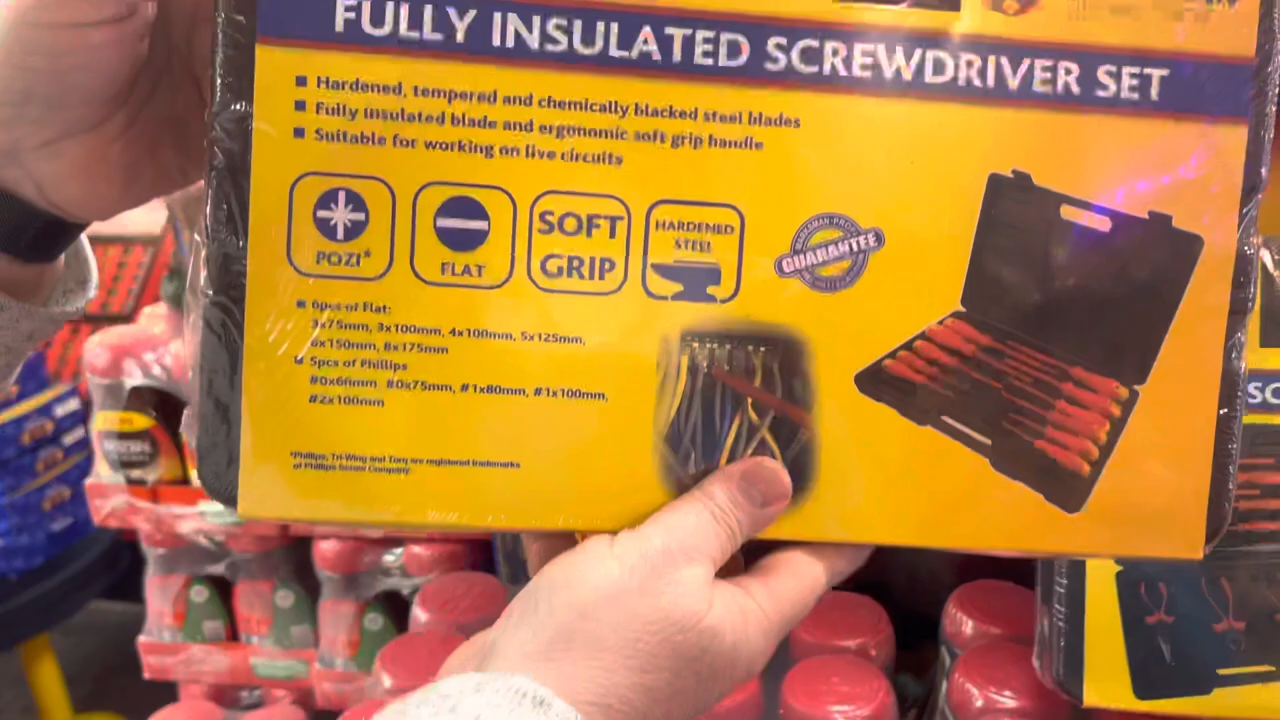 FULLY INSULATED SCREWDRIVER SET
■ Hardened, tempered and chemically blacked steel blades
■ Fully insulated blade and ergonomic soft grip handle
■ Suitable for working on live circuits
POZI*
FLAT
SOFT
GRIP
HARDENED
STEEL
GUARANTEE
■ 6pcs of Flat:
3x75mm, 3x100mm, 4x100mm, 5x125mm,
6x150mm, 8x175mm
■ 5pcs of Phillips
#0x60mm #0x75mm, #1x80mm, #1x100mm,
#2x100mm
*Phillips, Tri-Wing and Torq are registered trademarks
of Phillips Screw Company
SC